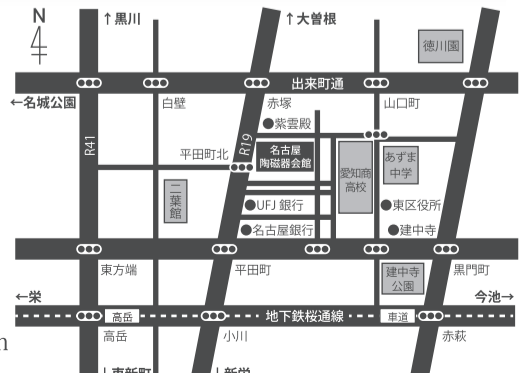 N
↑黒川
↑大曽根
徳川園
出来町通
←名城公園
白壁
赤塚
山口町
●紫雲殿
R41
R19
平田町北
名古屋
陶磁器会館
愛知商
高校
あずま
中学
二葉館
●UFJ 銀行
●東区役所
●名古屋銀行
●建中寺
東方端
平田町
建中寺
公園
黒門町
←栄
今池→
高岳
地下鉄桜通線
車道
高岳
小川
赤萩
n
↓東新町
↓新栄